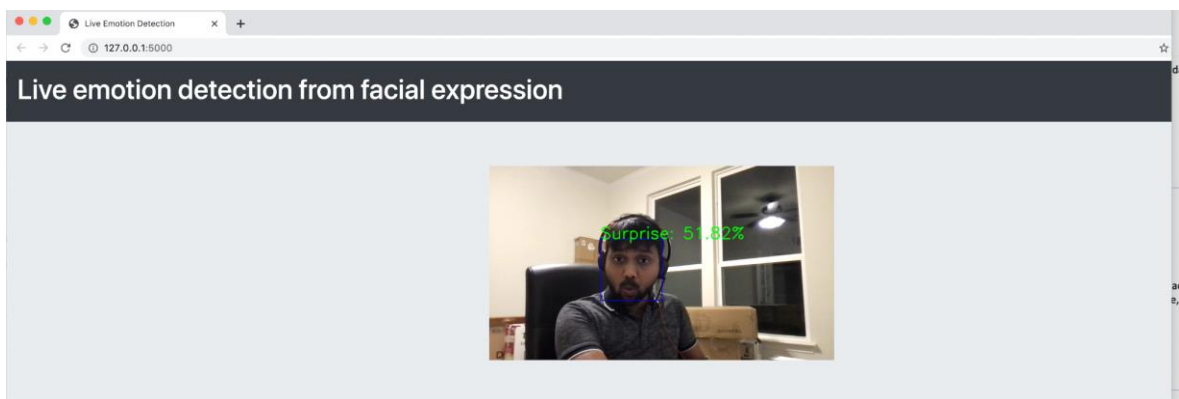 Live Emotion Detection
127.0.0.1:5000
Live emotion detection from facial expression
Surprise: 51.82%